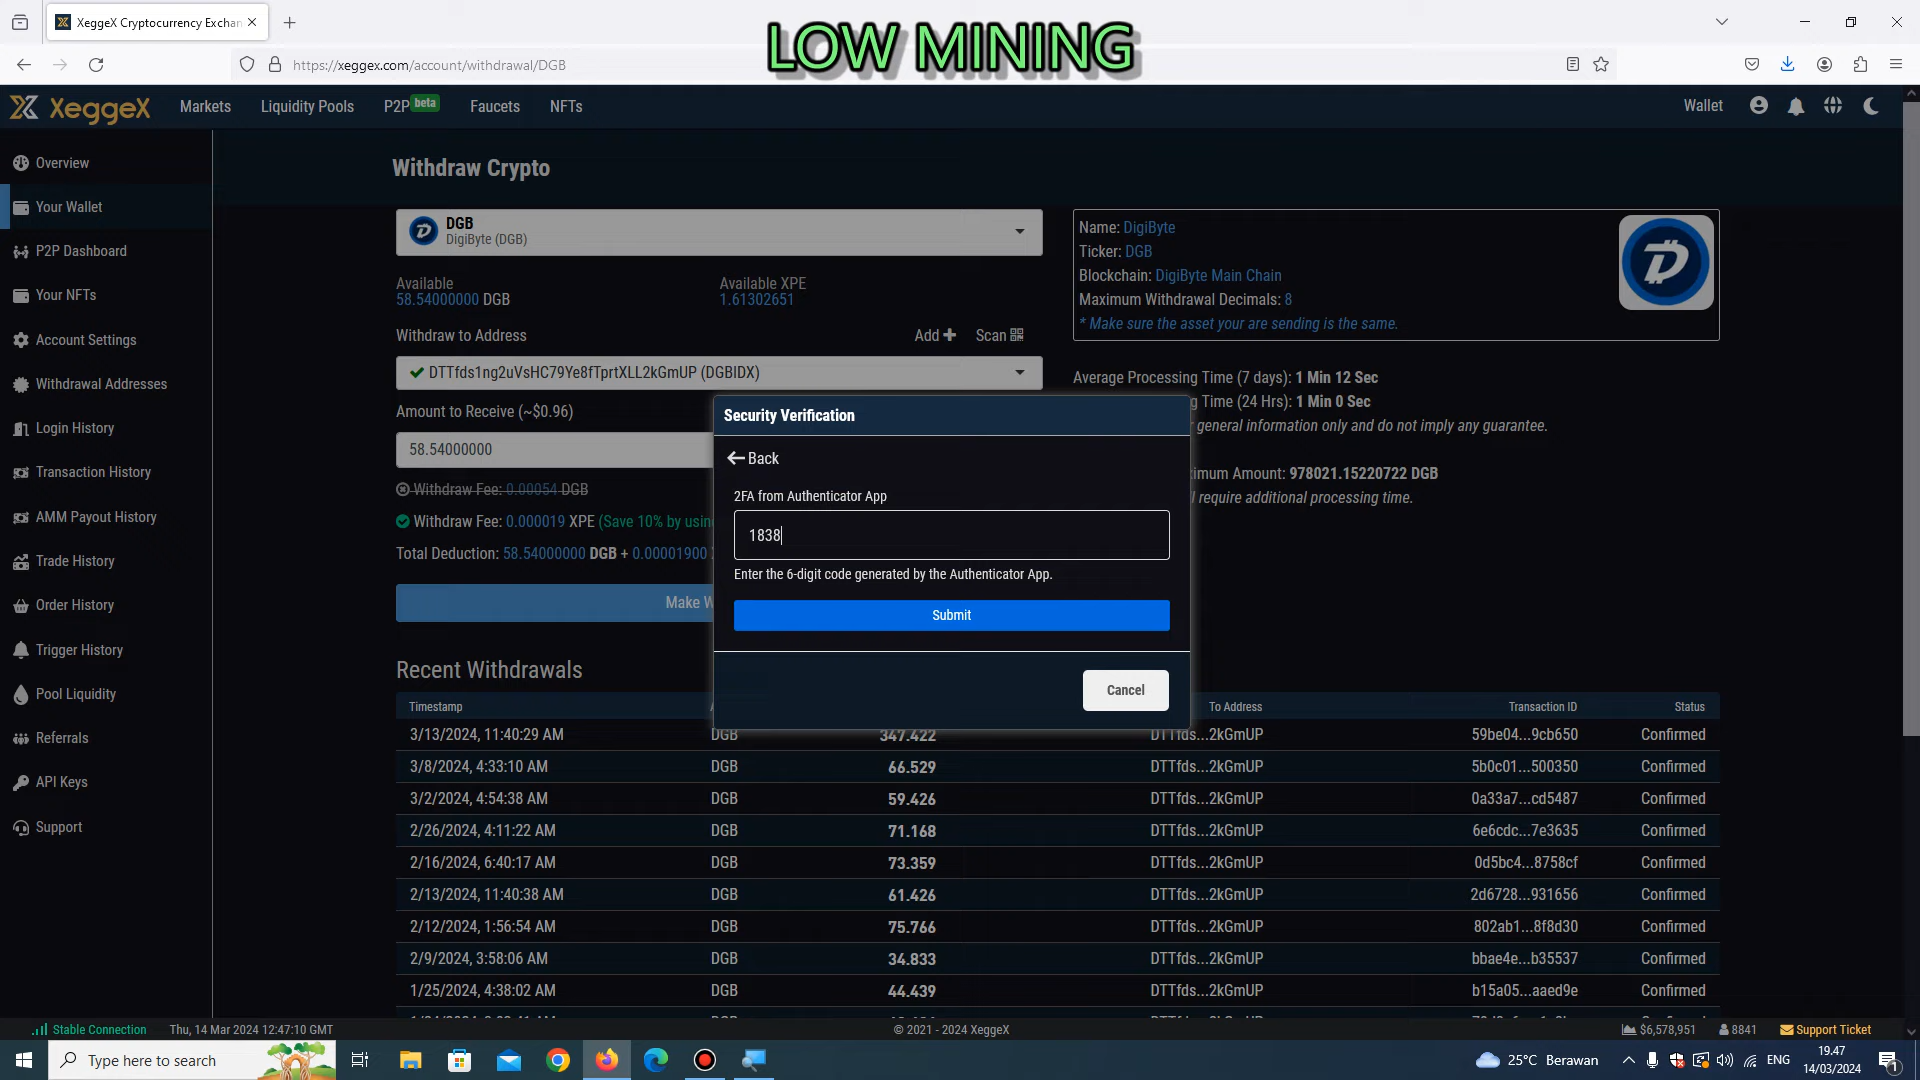 XeggeX Cryptocurrency Exchan
LOW MINING
https://xeggex.com/account/withdrawal/DGB
XeggeX
Markets
Liquidity Pools
P2P beta
Faucets
NFTs
Wallet
Overview
Your Wallet
P2P Dashboard
Your NFTs
Account Settings
Withdrawal Addresses
Login History
Transaction History
AMM Payout History
Trade History
Order History
Trigger History
Pool Liquidity
Referrals
API Keys
Support
Withdraw Crypto
DGB
DigiByte (DGB)
Available
58.54000000 DGB
Available XPE
1.61302651
Withdraw to Address
Add
Scan
DTTfds1ng2uVsHC79Ye8fTprtXLL2kGmUP (DGBIDX)
Amount to Receive (~$0.96)
58.54000000
Withdraw Fee: 0.00054 DGB
Withdraw Fee: 0.000019 XPE (Save 10% by usin
Total Deduction: 58.54000000 DGB + 0.00001900
Make W
Name: DigiByte
Ticker: DGB
Blockchain: DigiByte Main Chain
Maximum Withdrawal Decimals: 8
* Make sure the asset your are sending is the same.
Average Processing Time (7 days): 1 Min 12 Sec
g Time (24 Hrs): 1 Min 0 Sec
general information only and do not imply any guarantee.
imum Amount: 978021.15220722 DGB
require additional processing time.
Security Verification
Back
2FA from Authenticator App
1838
Enter the 6-digit code generated by the Authenticator App.
Submit
Cancel
Recent Withdrawals
Timestamp To Address Transaction ID Status
3/13/2024, 11:40:29 AM DGB 347.422 DTTfds...2kGmUP 59be04...9cb650 Confirmed
3/8/2024, 4:33:10 AM DGB 66.529 DTTfds...2kGmUP 5b0c01...500350 Confirmed
3/2/2024, 4:54:38 AM DGB 59.426 DTTfds...2kGmUP 0a33a7...cd5487 Confirmed
2/26/2024, 4:11:22 AM DGB 71.168 DTTfds...2kGmUP 6e6cdc...7e3635 Confirmed
2/16/2024, 6:40:17 AM DGB 73.359 DTTfds...2kGmUP 0d5bc4...8758cf Confirmed
2/13/2024, 11:40:38 AM DGB 61.426 DTTfds...2kGmUP 2d6728...931656 Confirmed
2/12/2024, 1:56:54 AM DGB 75.766 DTTfds...2kGmUP 802ab1...8f8d30 Confirmed
2/9/2024, 3:58:06 AM DGB 34.833 DTTfds...2kGmUP bbae4e...b35537 Confirmed
1/25/2024, 4:38:02 AM DGB 44.439 DTTfds...2kGmUP b15a05...aaed9e Confirmed
Stable Connection
Thu, 14 Mar 2024 12:47:10 GMT
© 2021 - 2024 XeggeX
$6,578,951
8841
Support Ticket
Type here to search
25°C Berawan
ENG
19.47
14/03/2024
1